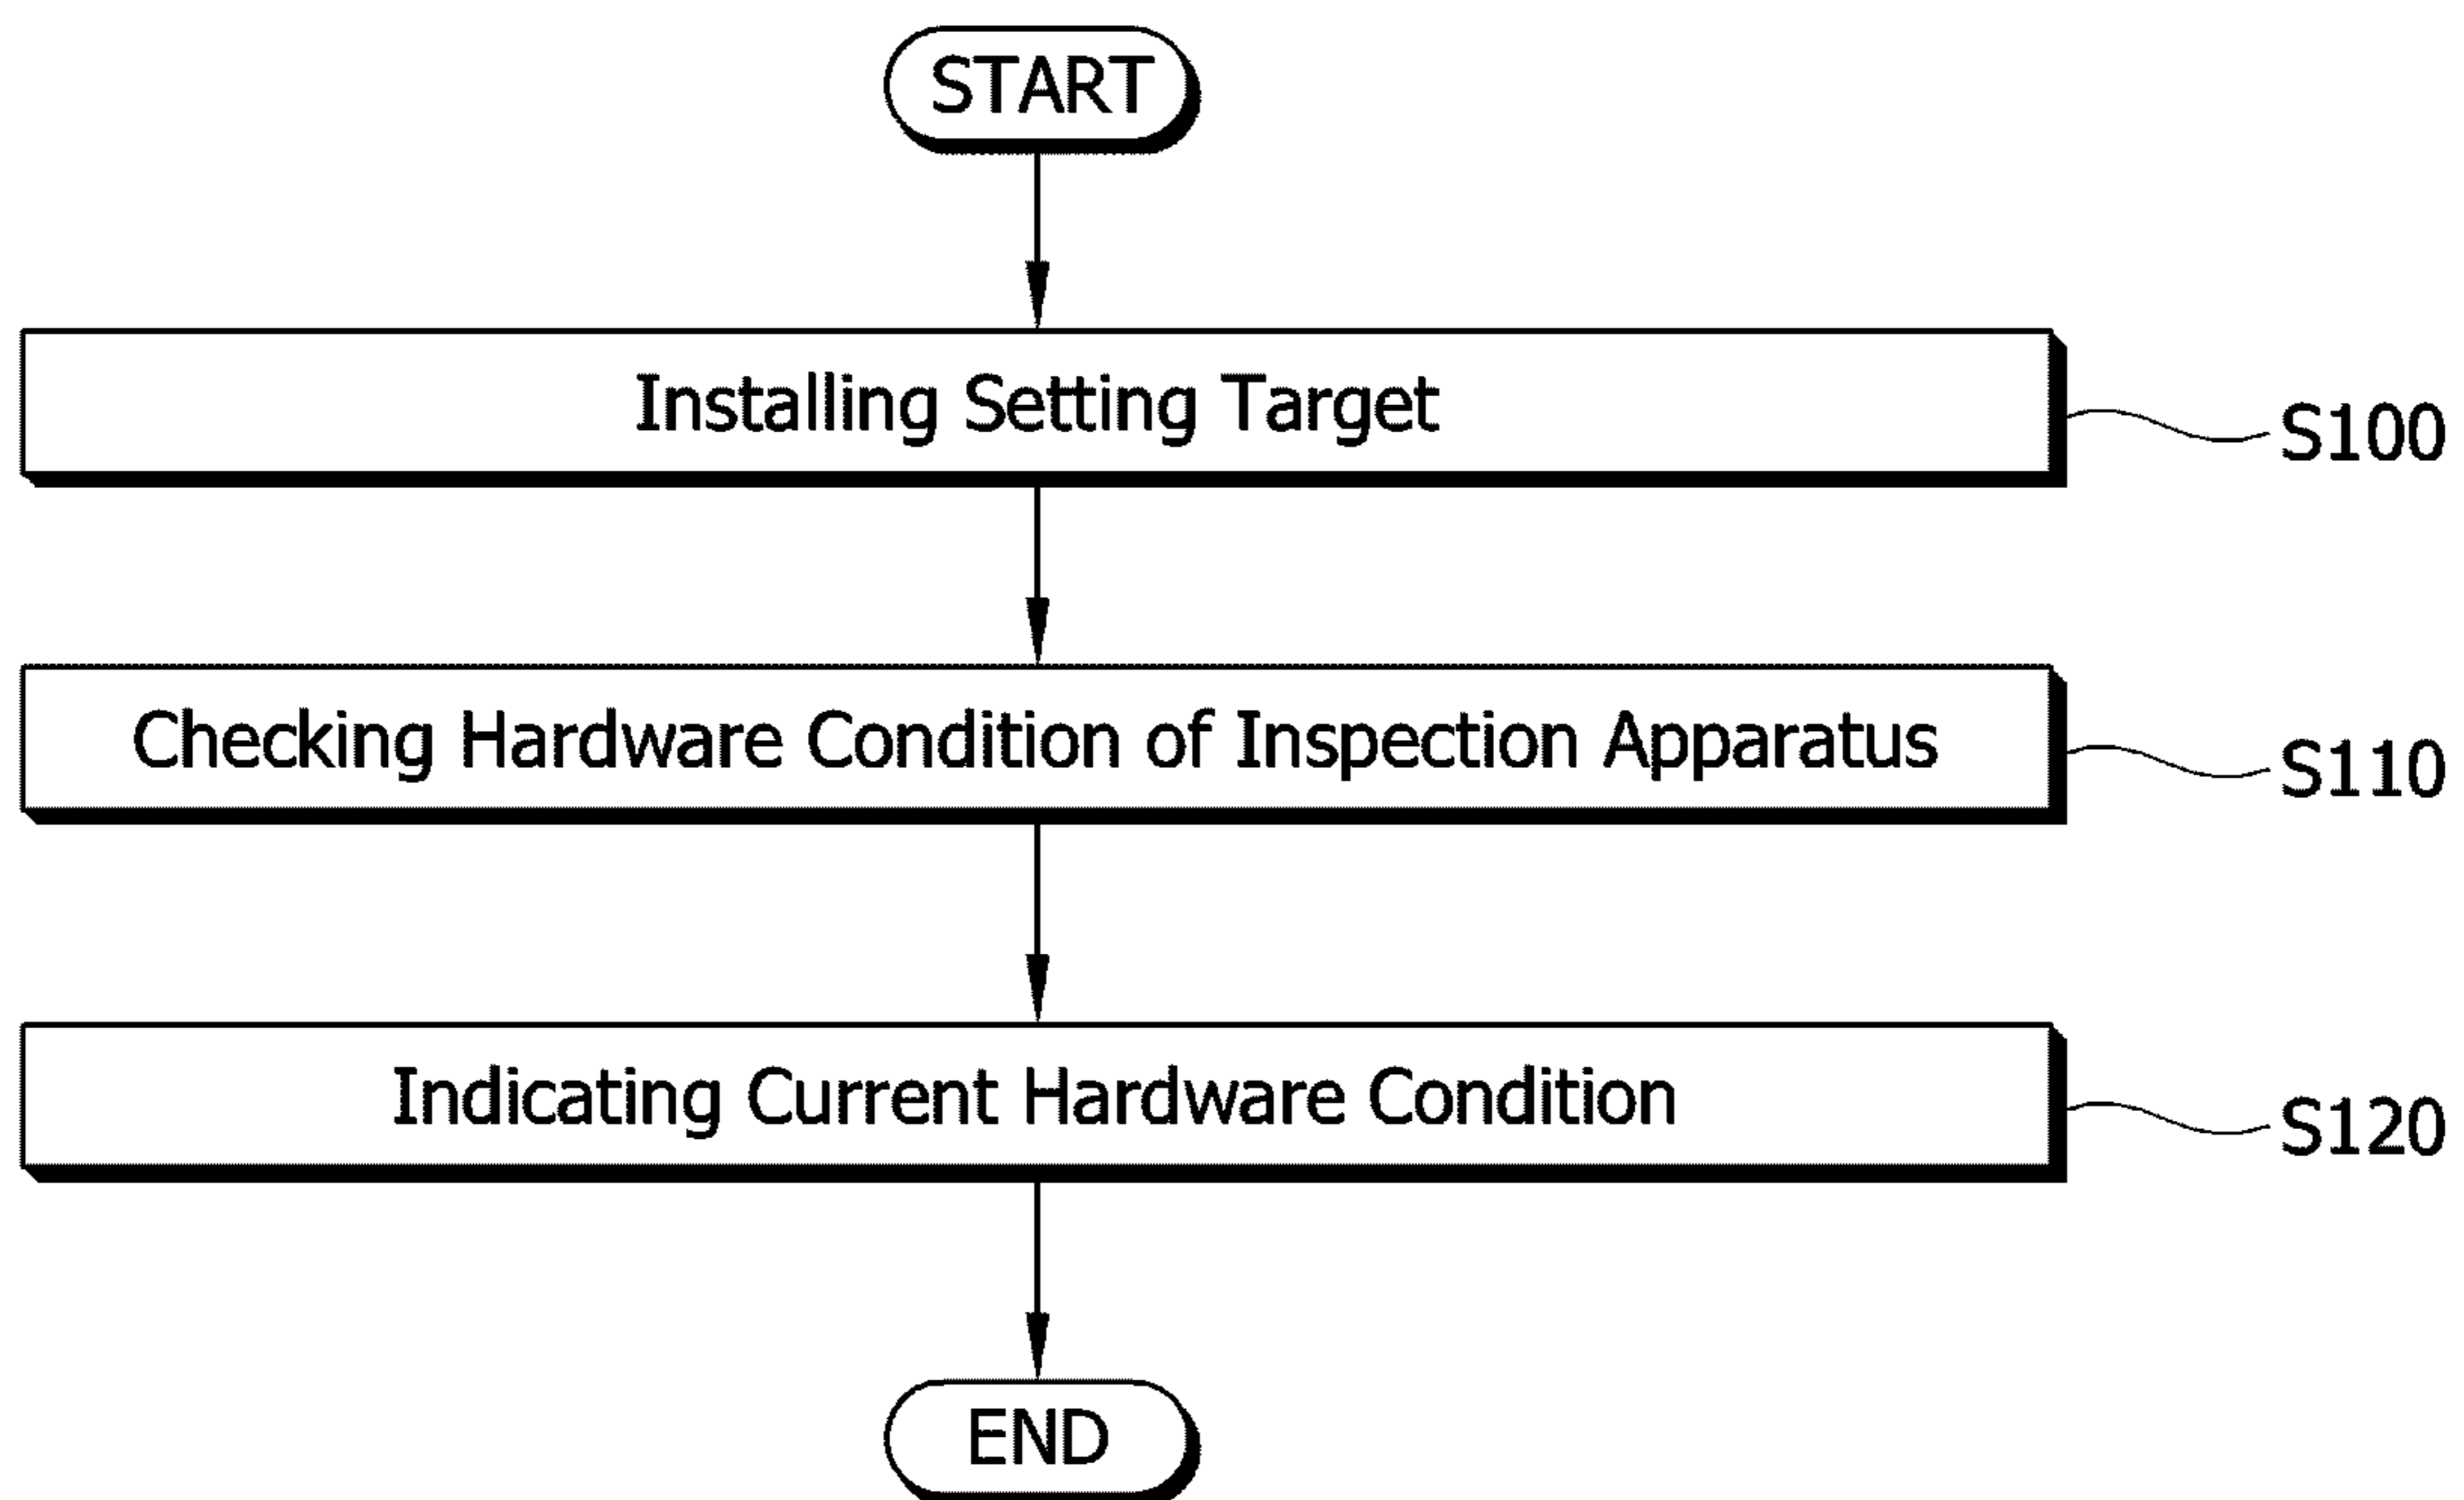 START
Installing Setting Target
S100
Checking Hardware Condition of Inspection Apparatus
S110
Indicating Current Hardware Condition
S120
END